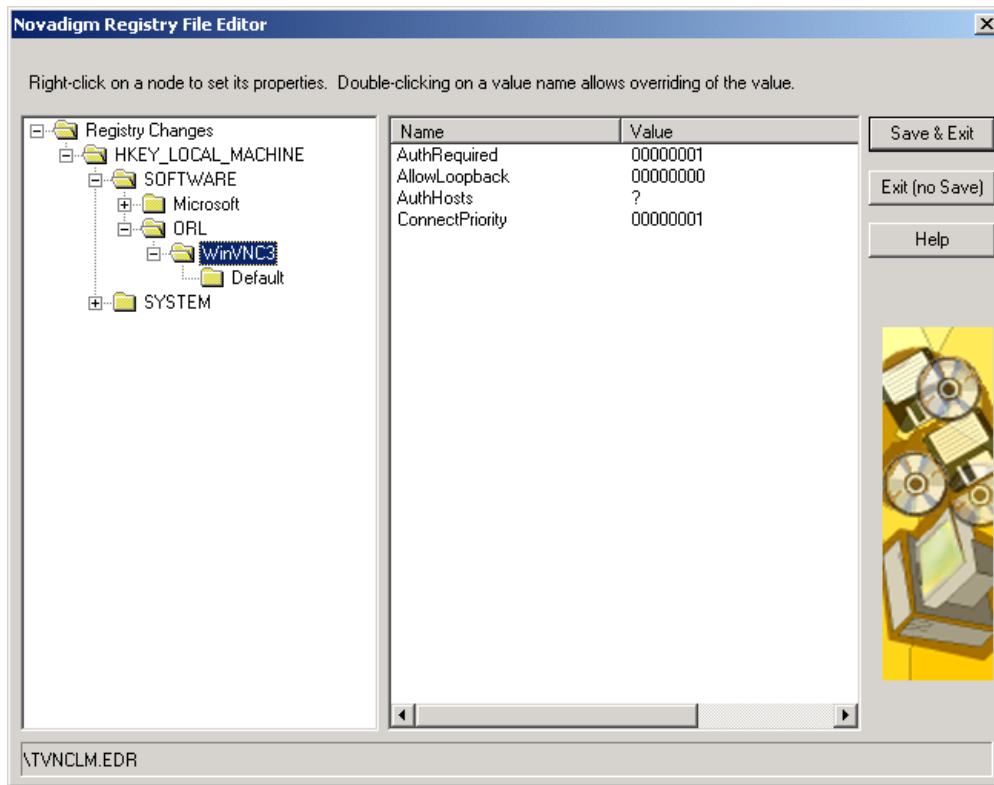 Novadigm Registry File Editor
Right-click on a node to set its properties.  Double-clicking on a value name allows overriding of the value.
Registry Changes
HKEY_LOCAL_MACHINE
SOFTWARE
Microsoft
ORL
WinVNC3
Default
SYSTEM
Name Value
AuthRequired 00000001
AllowLoopback 00000000
AuthHosts ?
ConnectPriority 00000001
Save & Exit
Exit (no Save)
Help
\TVNCLM.EDR